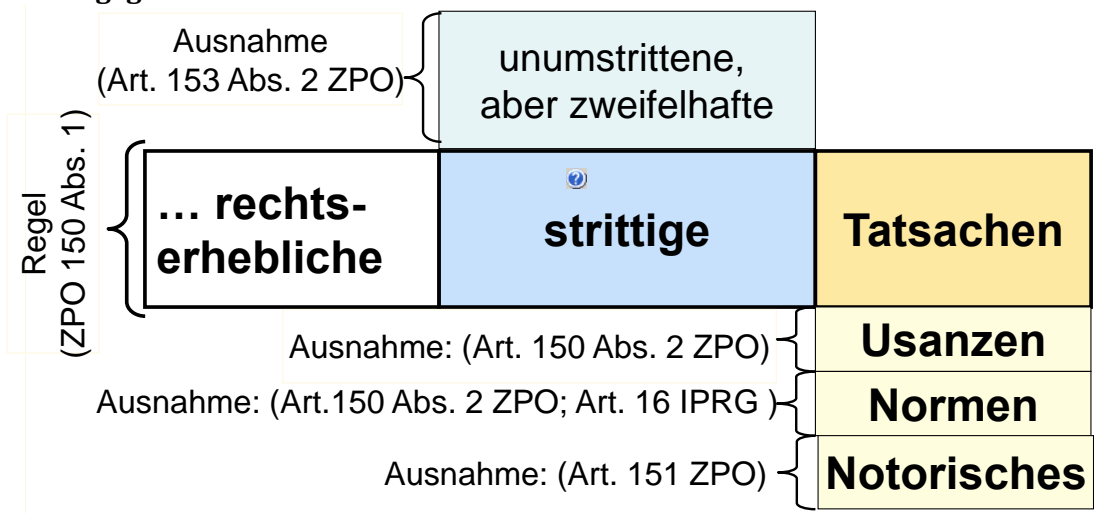 Ausnahme
(Art. 153 Abs. 2 ZPO)
unumstrittene,
aber zweifelhafte
Regel
(ZPO 150 Abs. 1)
… rechts-
erhebliche
strittige
Tatsachen
Ausnahme: (Art. 150 Abs. 2 ZPO)
Usanzen
Ausnahme: (Art.150 Abs. 2 ZPO; Art. 16 IPRG )
Normen
Ausnahme: (Art. 151 ZPO)
Notorisches